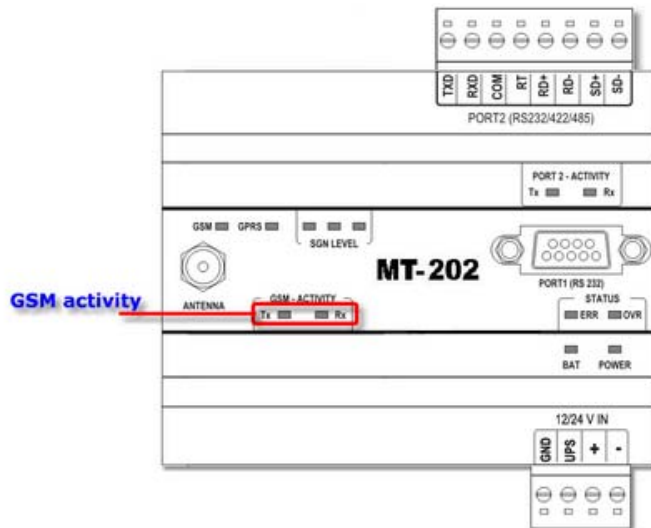 TXD RXD COM RT RD+ RD- SD+ SD-
PORT2 (RS232/422/485)
PORT 2 - ACTIVITY
Tx Rx
GSM GPRS
SGN LEVEL
MT-202
ANTENNA
PORT1 (RS 232)
GSM activity
GSM - ACTIVITY
Tx Rx
STATUS
ERR OVR
BAT POWER
12/24 V IN
GND UPS + -